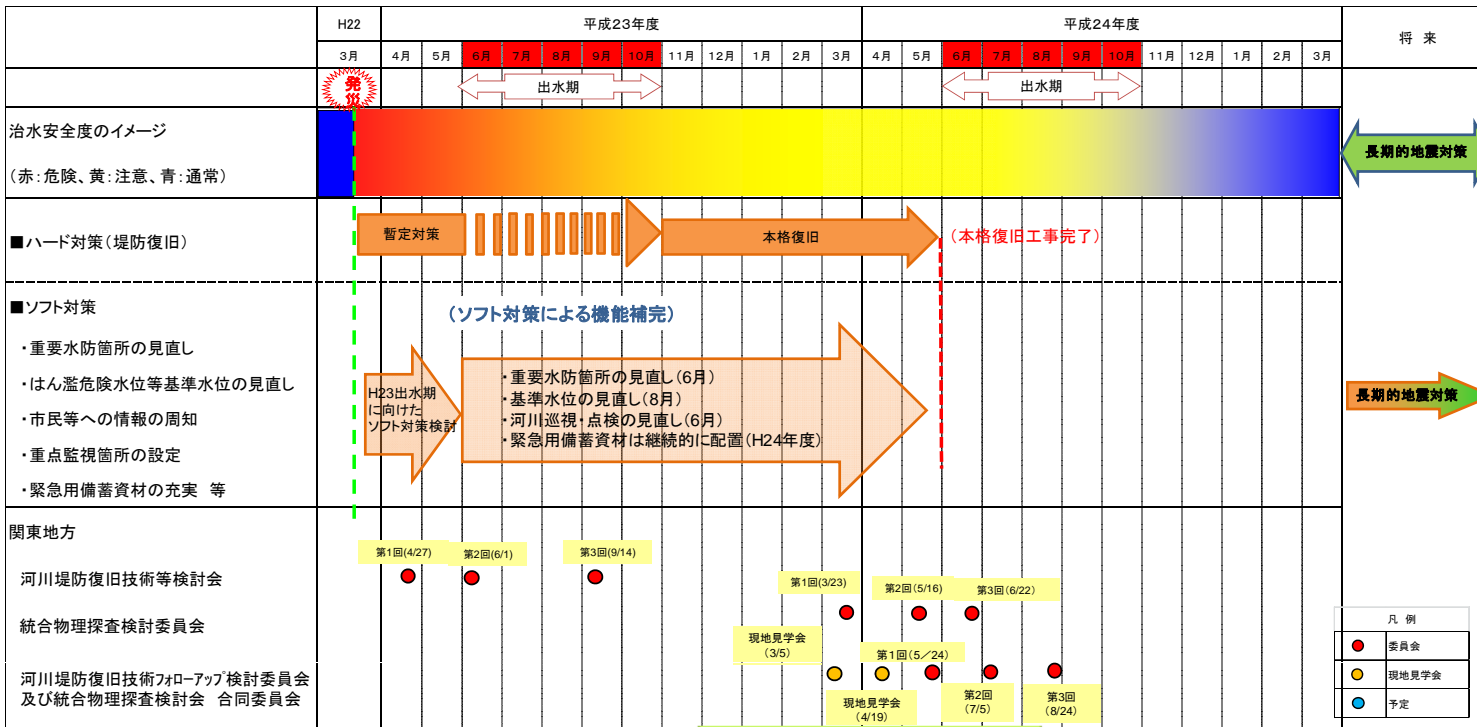 H22
平成23年度
平成24年度
将 来
3月 4月 5月 6月 7月 8月 9月 10月 11月 12月 1月 2月 3月 4月 5月 6月 7月 8月 9月 10月 11月 12月 1月 2月 3月
発災
出水期
出水期
治水安全度のイメージ
(赤:危険、黄:注意、青:通常)
長期的地震対策
■ハード対策(堤防復旧)
暫定対策
本格復旧
(本格復旧工事完了)
■ソフト対策
(ソフト対策による機能補完)
・重要水防箇所の見直し
・はん濫危険水位等基準水位の見直し
・市民等への情報の周知
・重点監視箇所の設定
・緊急用備蓄資材の充実 等
H23出水期
に向けた
ソフト対策検討
・重要水防箇所の見直し(6月)
・基準水位の見直し(8月)
・河川巡視・点検の見直し(6月)
・緊急用備蓄資材は継続的に配置(H24年度)
長期的地震対策
関東地方
河川堤防復旧技術等検討会
第1回(4/27)
第2回(6/1)
第3回(9/14)
統合物理探査検討委員会
第1回(3/23)
第2回(5/16)
第3回(6/22)
河川堤防復旧技術フォローアップ検討委員会
及び統合物理探査検討会 合同委員会
現地見学会
(3/5)
第1回(5/24)
現地見学会
(4/19)
第2回
(7/5)
第3回
(8/24)
凡 例
委員会
現地見学会
予定